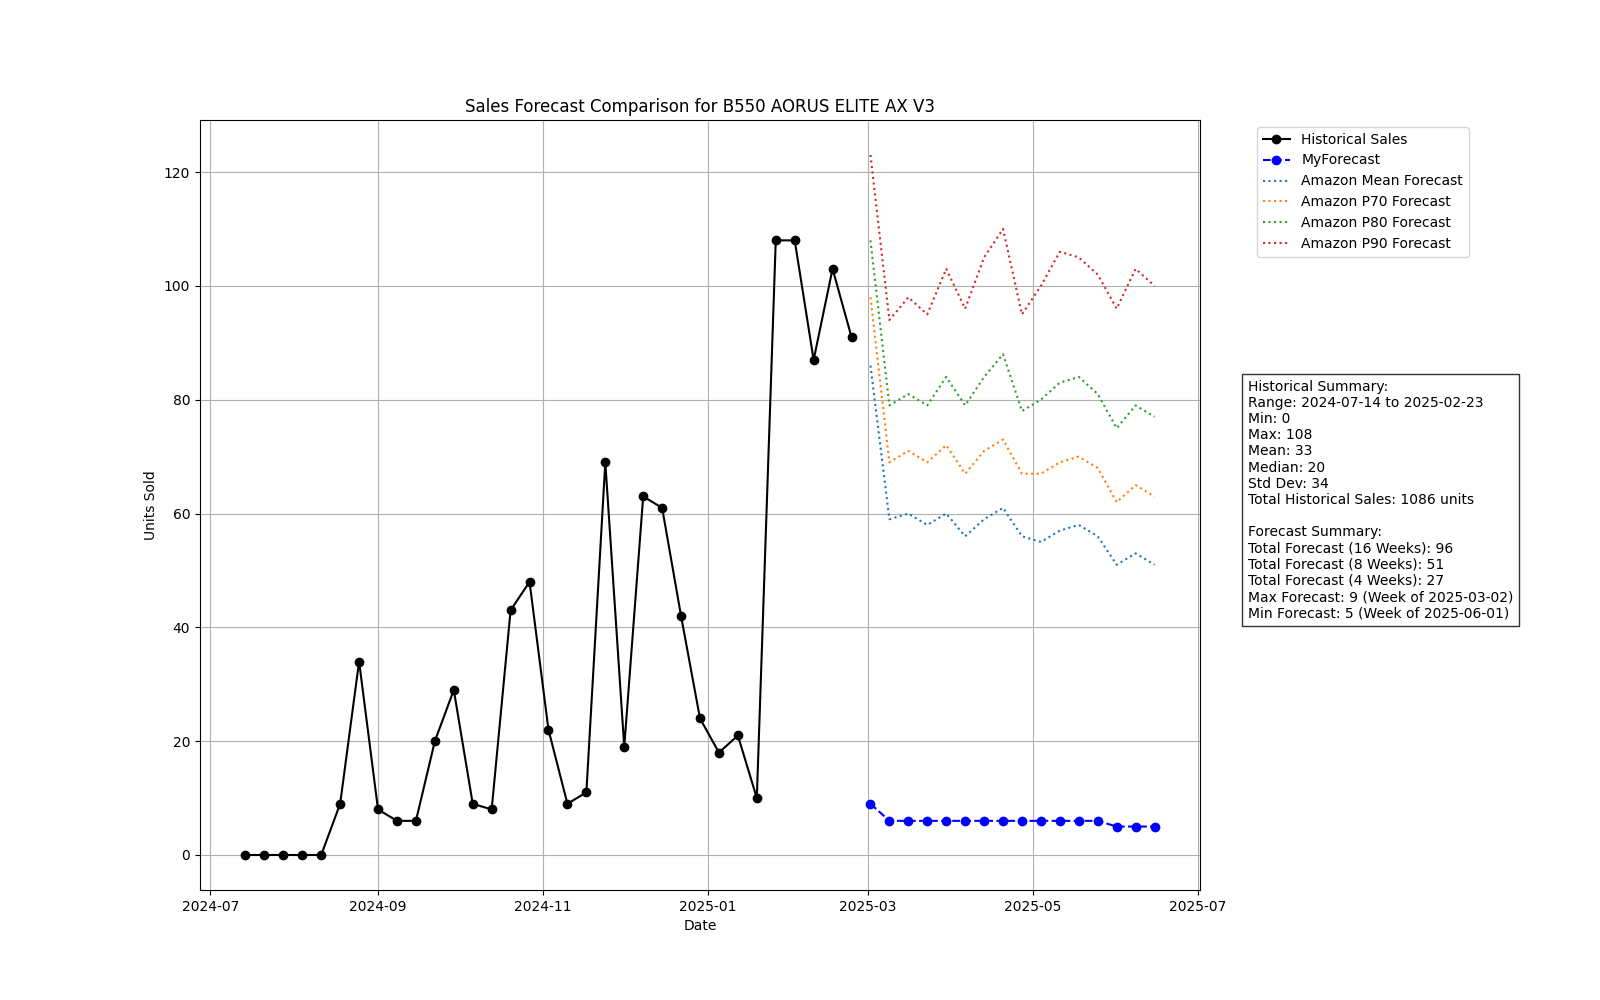 Sales Forecast Comparison for B550 AORUS ELITE AX V3
Units Sold
120
100
80
60
40
20
0
2024-07
2024-09
2024-11
2025-01
2025-03
2025-05
2025-07
Date
Historical Sales
MyForecast
Amazon Mean Forecast
Amazon P70 Forecast
Amazon P80 Forecast
Amazon P90 Forecast
Historical Summary:
Range: 2024-07-14 to 2025-02-23
Min: 0
Max: 108
Mean: 33
Median: 20
Std Dev: 34
Total Historical Sales: 1086 units
Forecast Summary:
Total Forecast (16 Weeks): 96
Total Forecast (8 Weeks): 51
Total Forecast (4 Weeks): 27
Max Forecast: 9 (Week of 2025-03-02)
Min Forecast: 5 (Week of 2025-06-01)